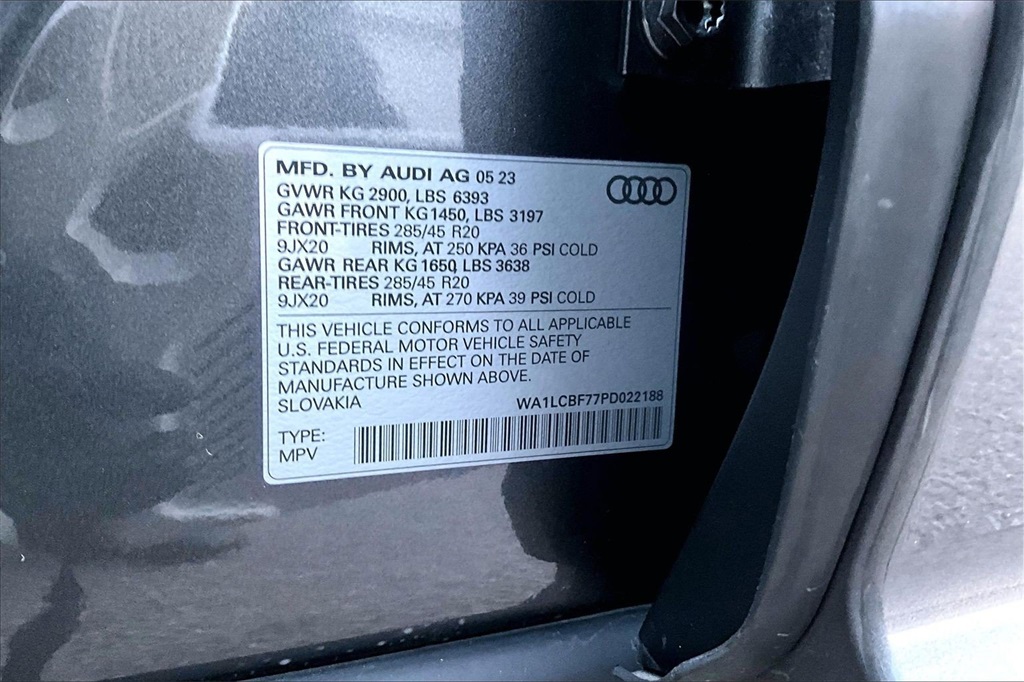 MFD. BY AUDI AG 05 23
GVWR KG 2900, LBS 6393
GAWR FRONT KG 1450, LBS 3197
FRONT-TIRES 285/45 R20
9JX20 RIMS, AT 250 KPA 36 PSI COLD
GAWR REAR KG 1650, LBS 3638
REAR-TIRES 285/45 R20
9JX20 RIMS, AT 270 KPA 39 PSI COLD
THIS VEHICLE CONFORMS TO ALL APPLICABLE
U.S. FEDERAL MOTOR VEHICLE SAFETY
STANDARDS IN EFFECT ON THE DATE OF
MANUFACTURE SHOWN ABOVE.
SLOVAKIA WA1LCBF77PD022188
TYPE:
MPV